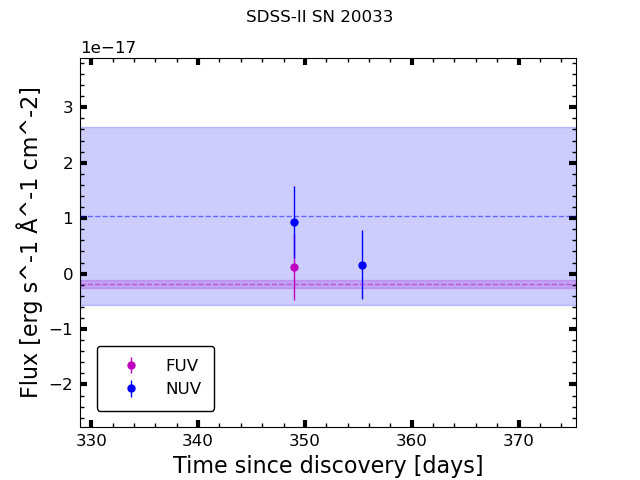 SDSS-II SN 20033
1e−17
3
2
1
0
−1
−2
Flux [erg s^-1 Å^-1 cm^-2]
FUV
NUV
330 340 350 360 370
Time since discovery [days]